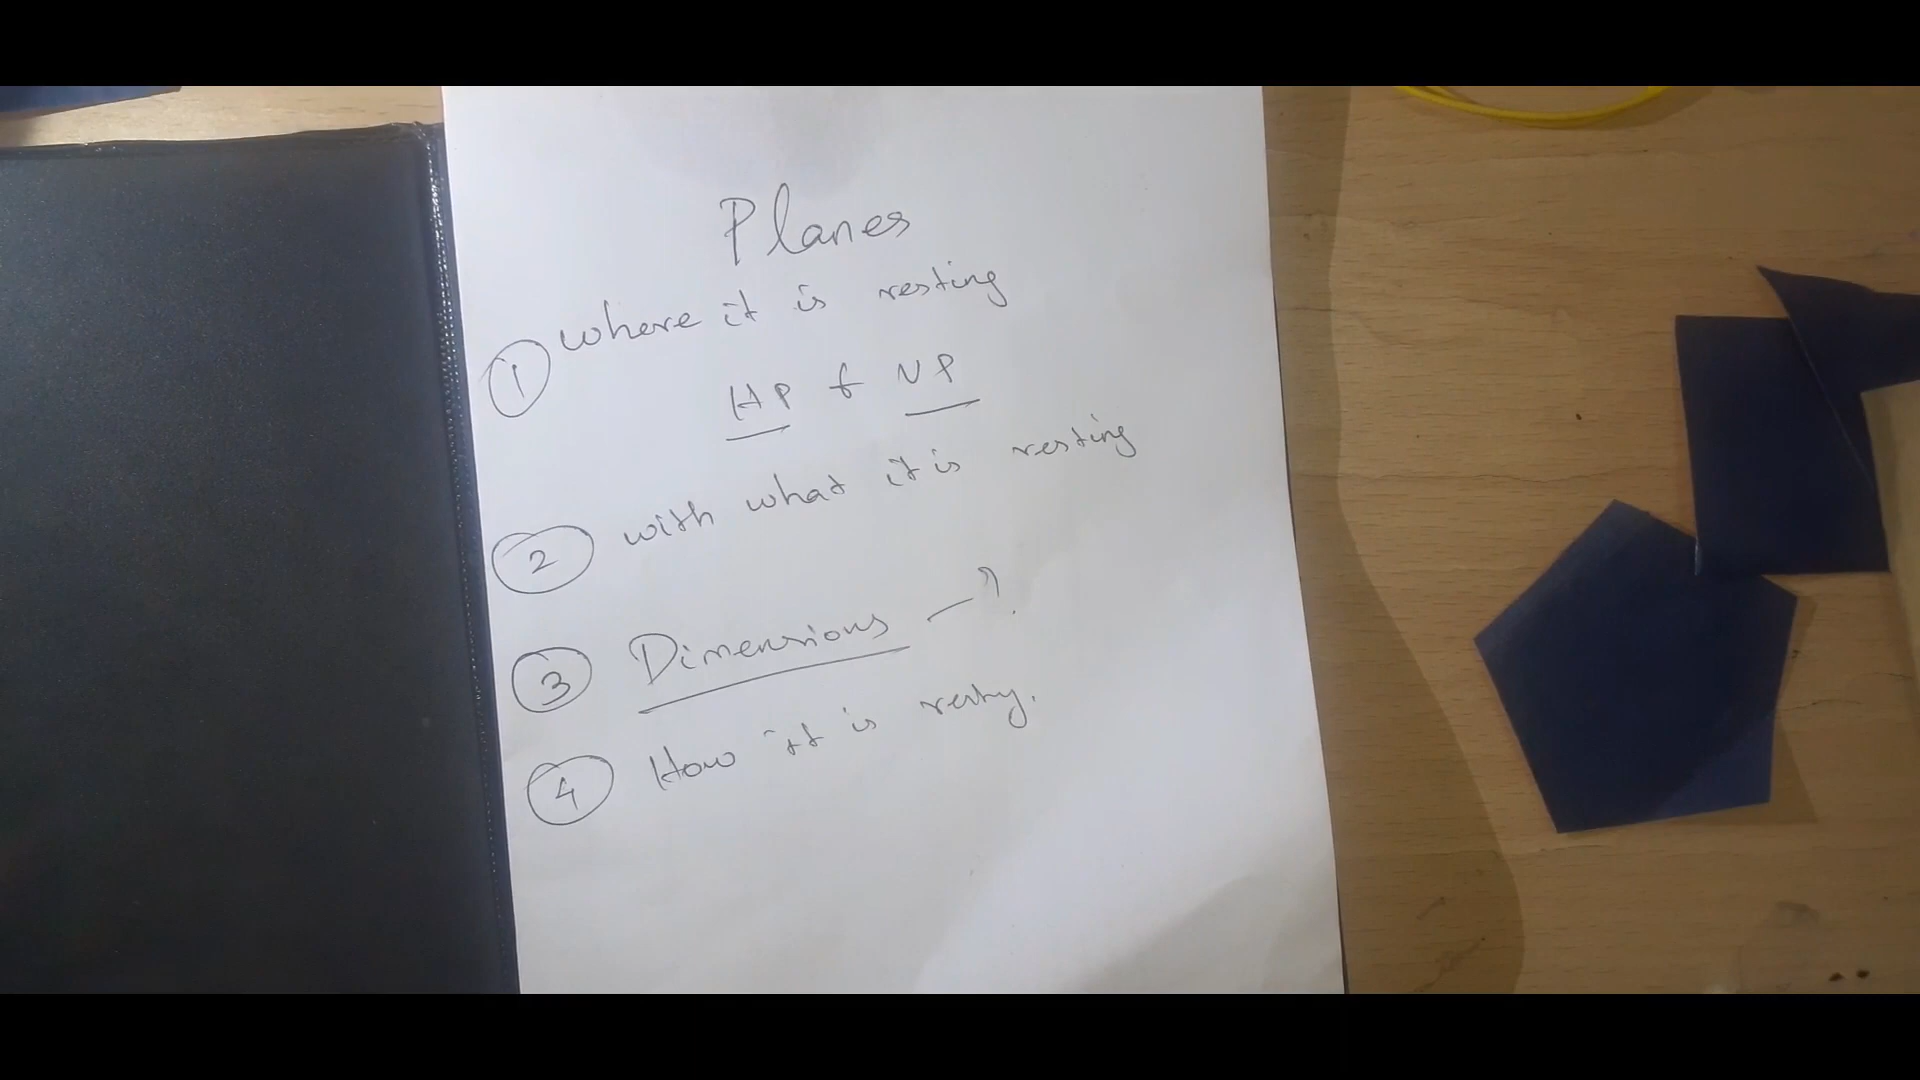 Planes
① where it is resting
HP & VP
② with what it is resting
③ Dimensions — ?
④ How it is resting.